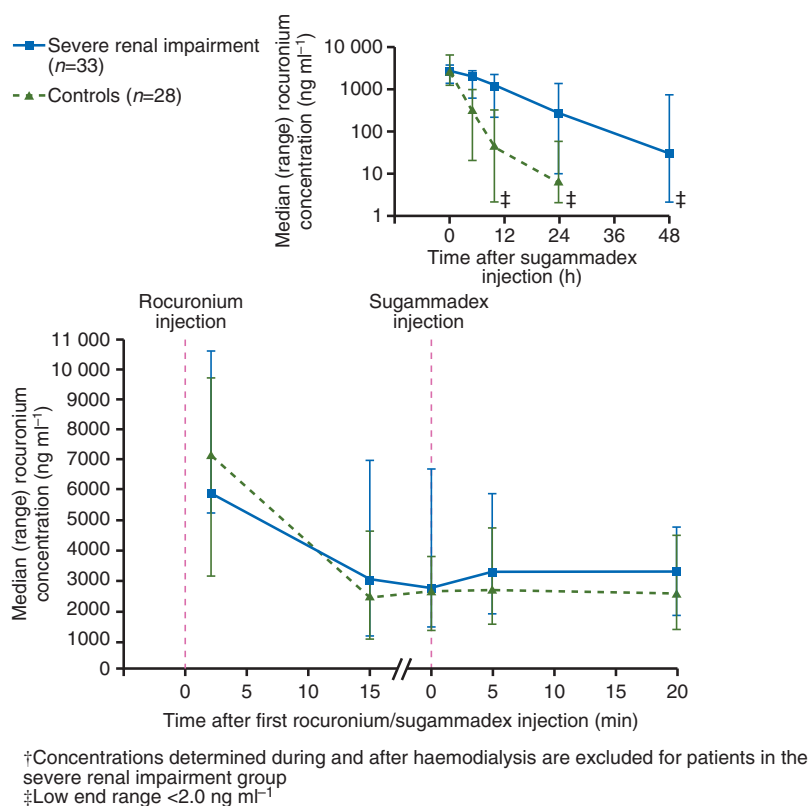 Severe renal impairment
(n=33)
Controls (n=28)
Median (range) rocuronium
concentration (ng ml⁻¹)
10 000
1000
100
10
1
‡
‡
‡
0
12
24
36
48
Time after sugammadex
injection (h)
Rocuronium
injection
Sugammadex
injection
Median (range) rocuronium
concentration (ng ml⁻¹)
11 000
10 000
9000
8000
7000
6000
5000
4000
3000
2000
1000
0
0
5
10
15
0
5
10
15
20
Time after first rocuronium/sugammadex injection (min)
†Concentrations determined during and after haemodialysis are excluded for patients in the
severe renal impairment group
‡Low end range <2.0 ng ml⁻¹